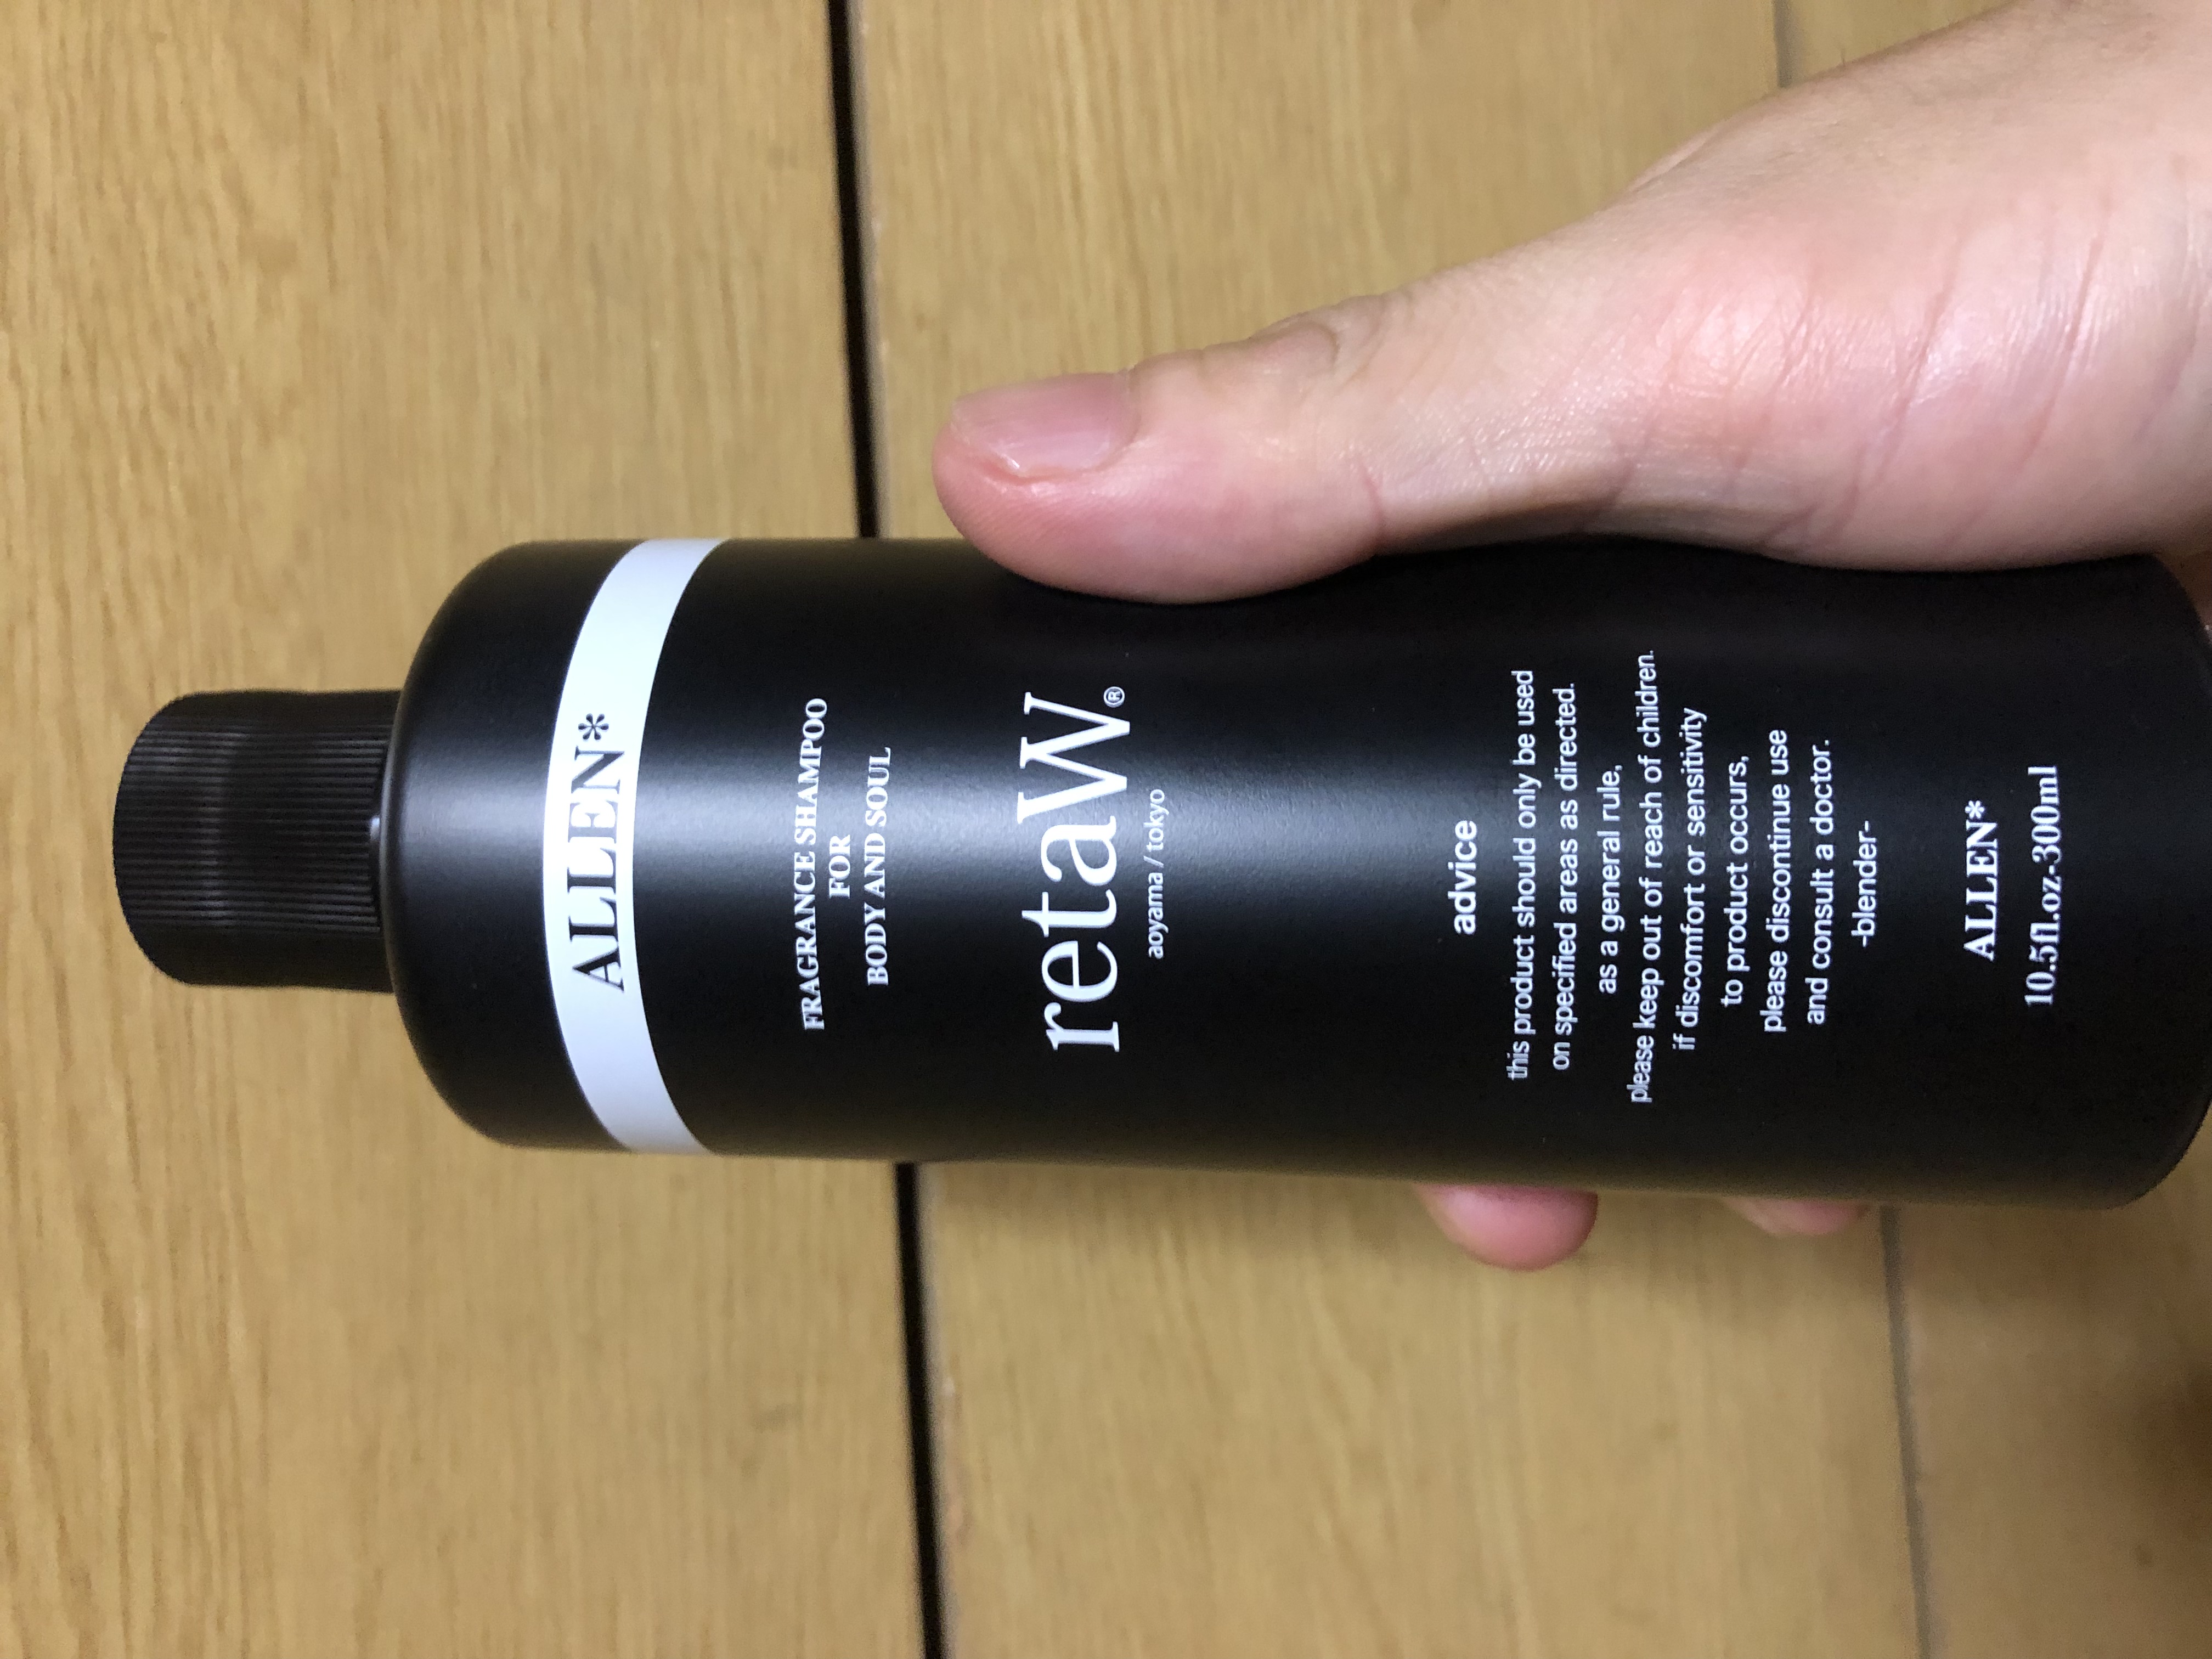 ALLEN*
FRAGRANCE SHAMPOO
FOR
BODY AND SOUL
retaW®
aoyama / tokyo
advice
this product should only be used
on specified areas as directed.
as a general rule,
please keep out of reach of children.
if discomfort or sensitivity
to product occurs,
please discontinue use
and consult a doctor.
-blender-
ALLEN*
10.5fl.oz-300ml